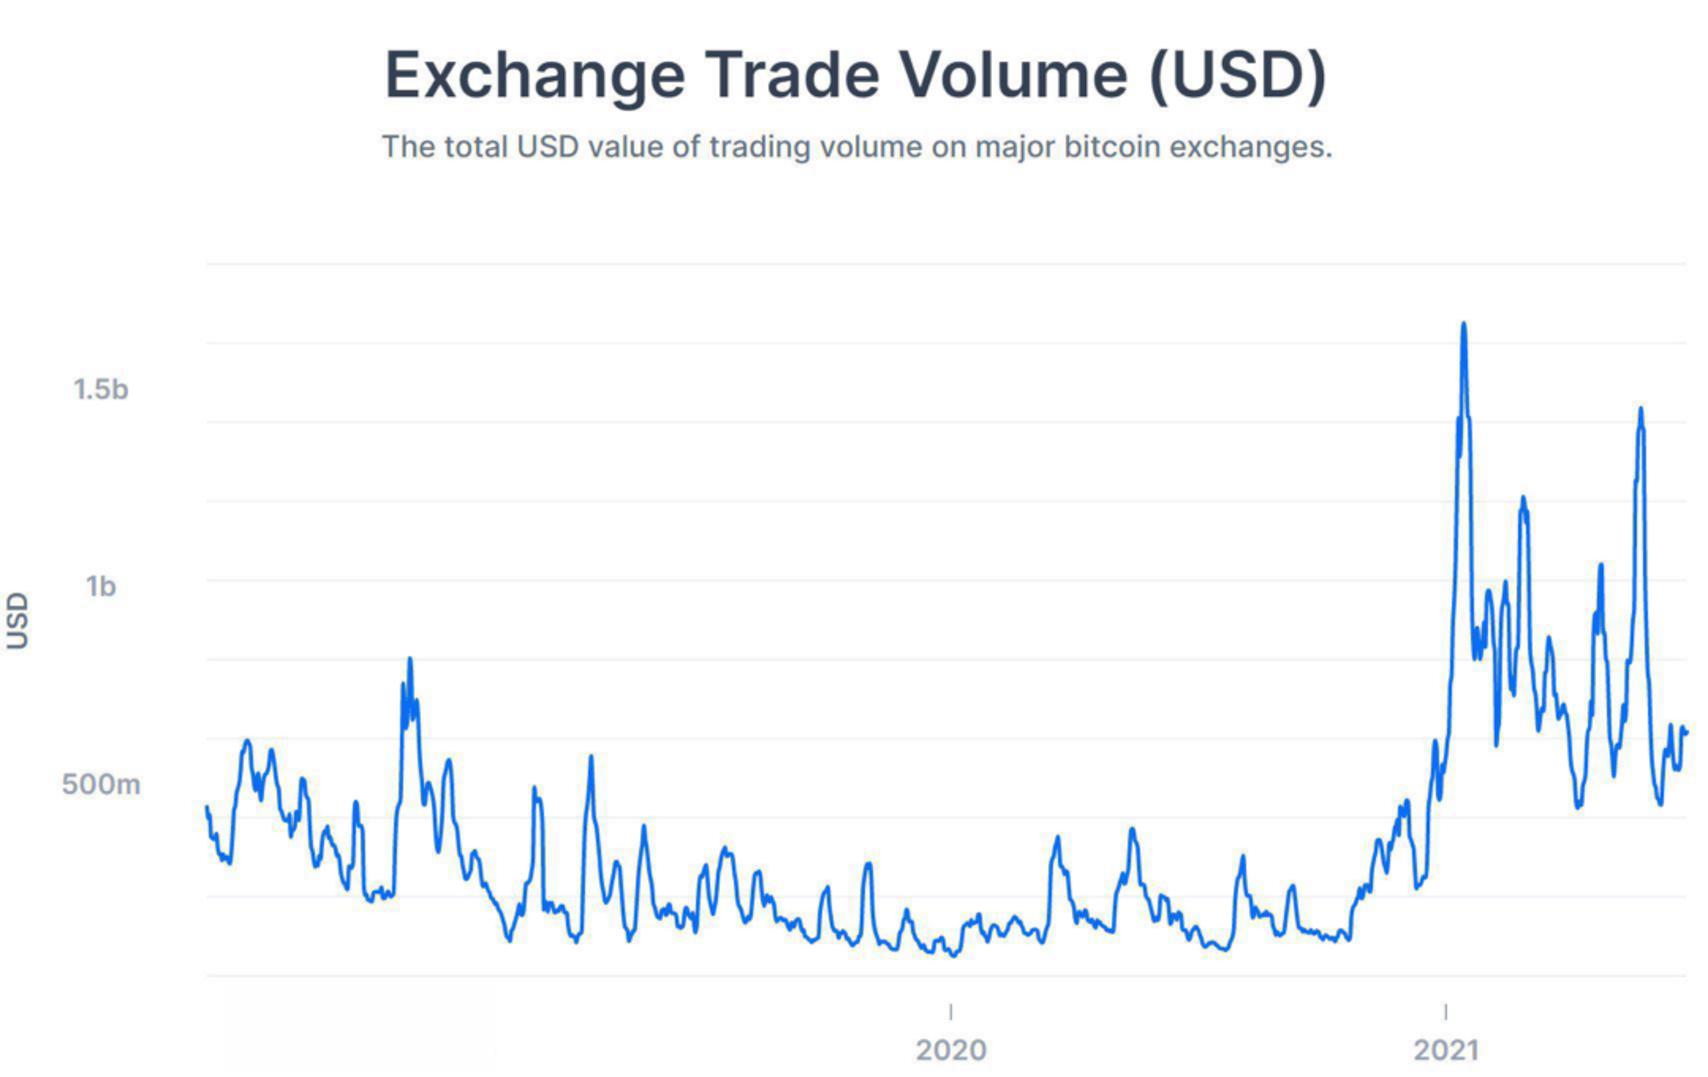 Exchange Trade Volume (USD)
The total USD value of trading volume on major bitcoin exchanges.
1.5b
1b
USD
500m
2020
2021